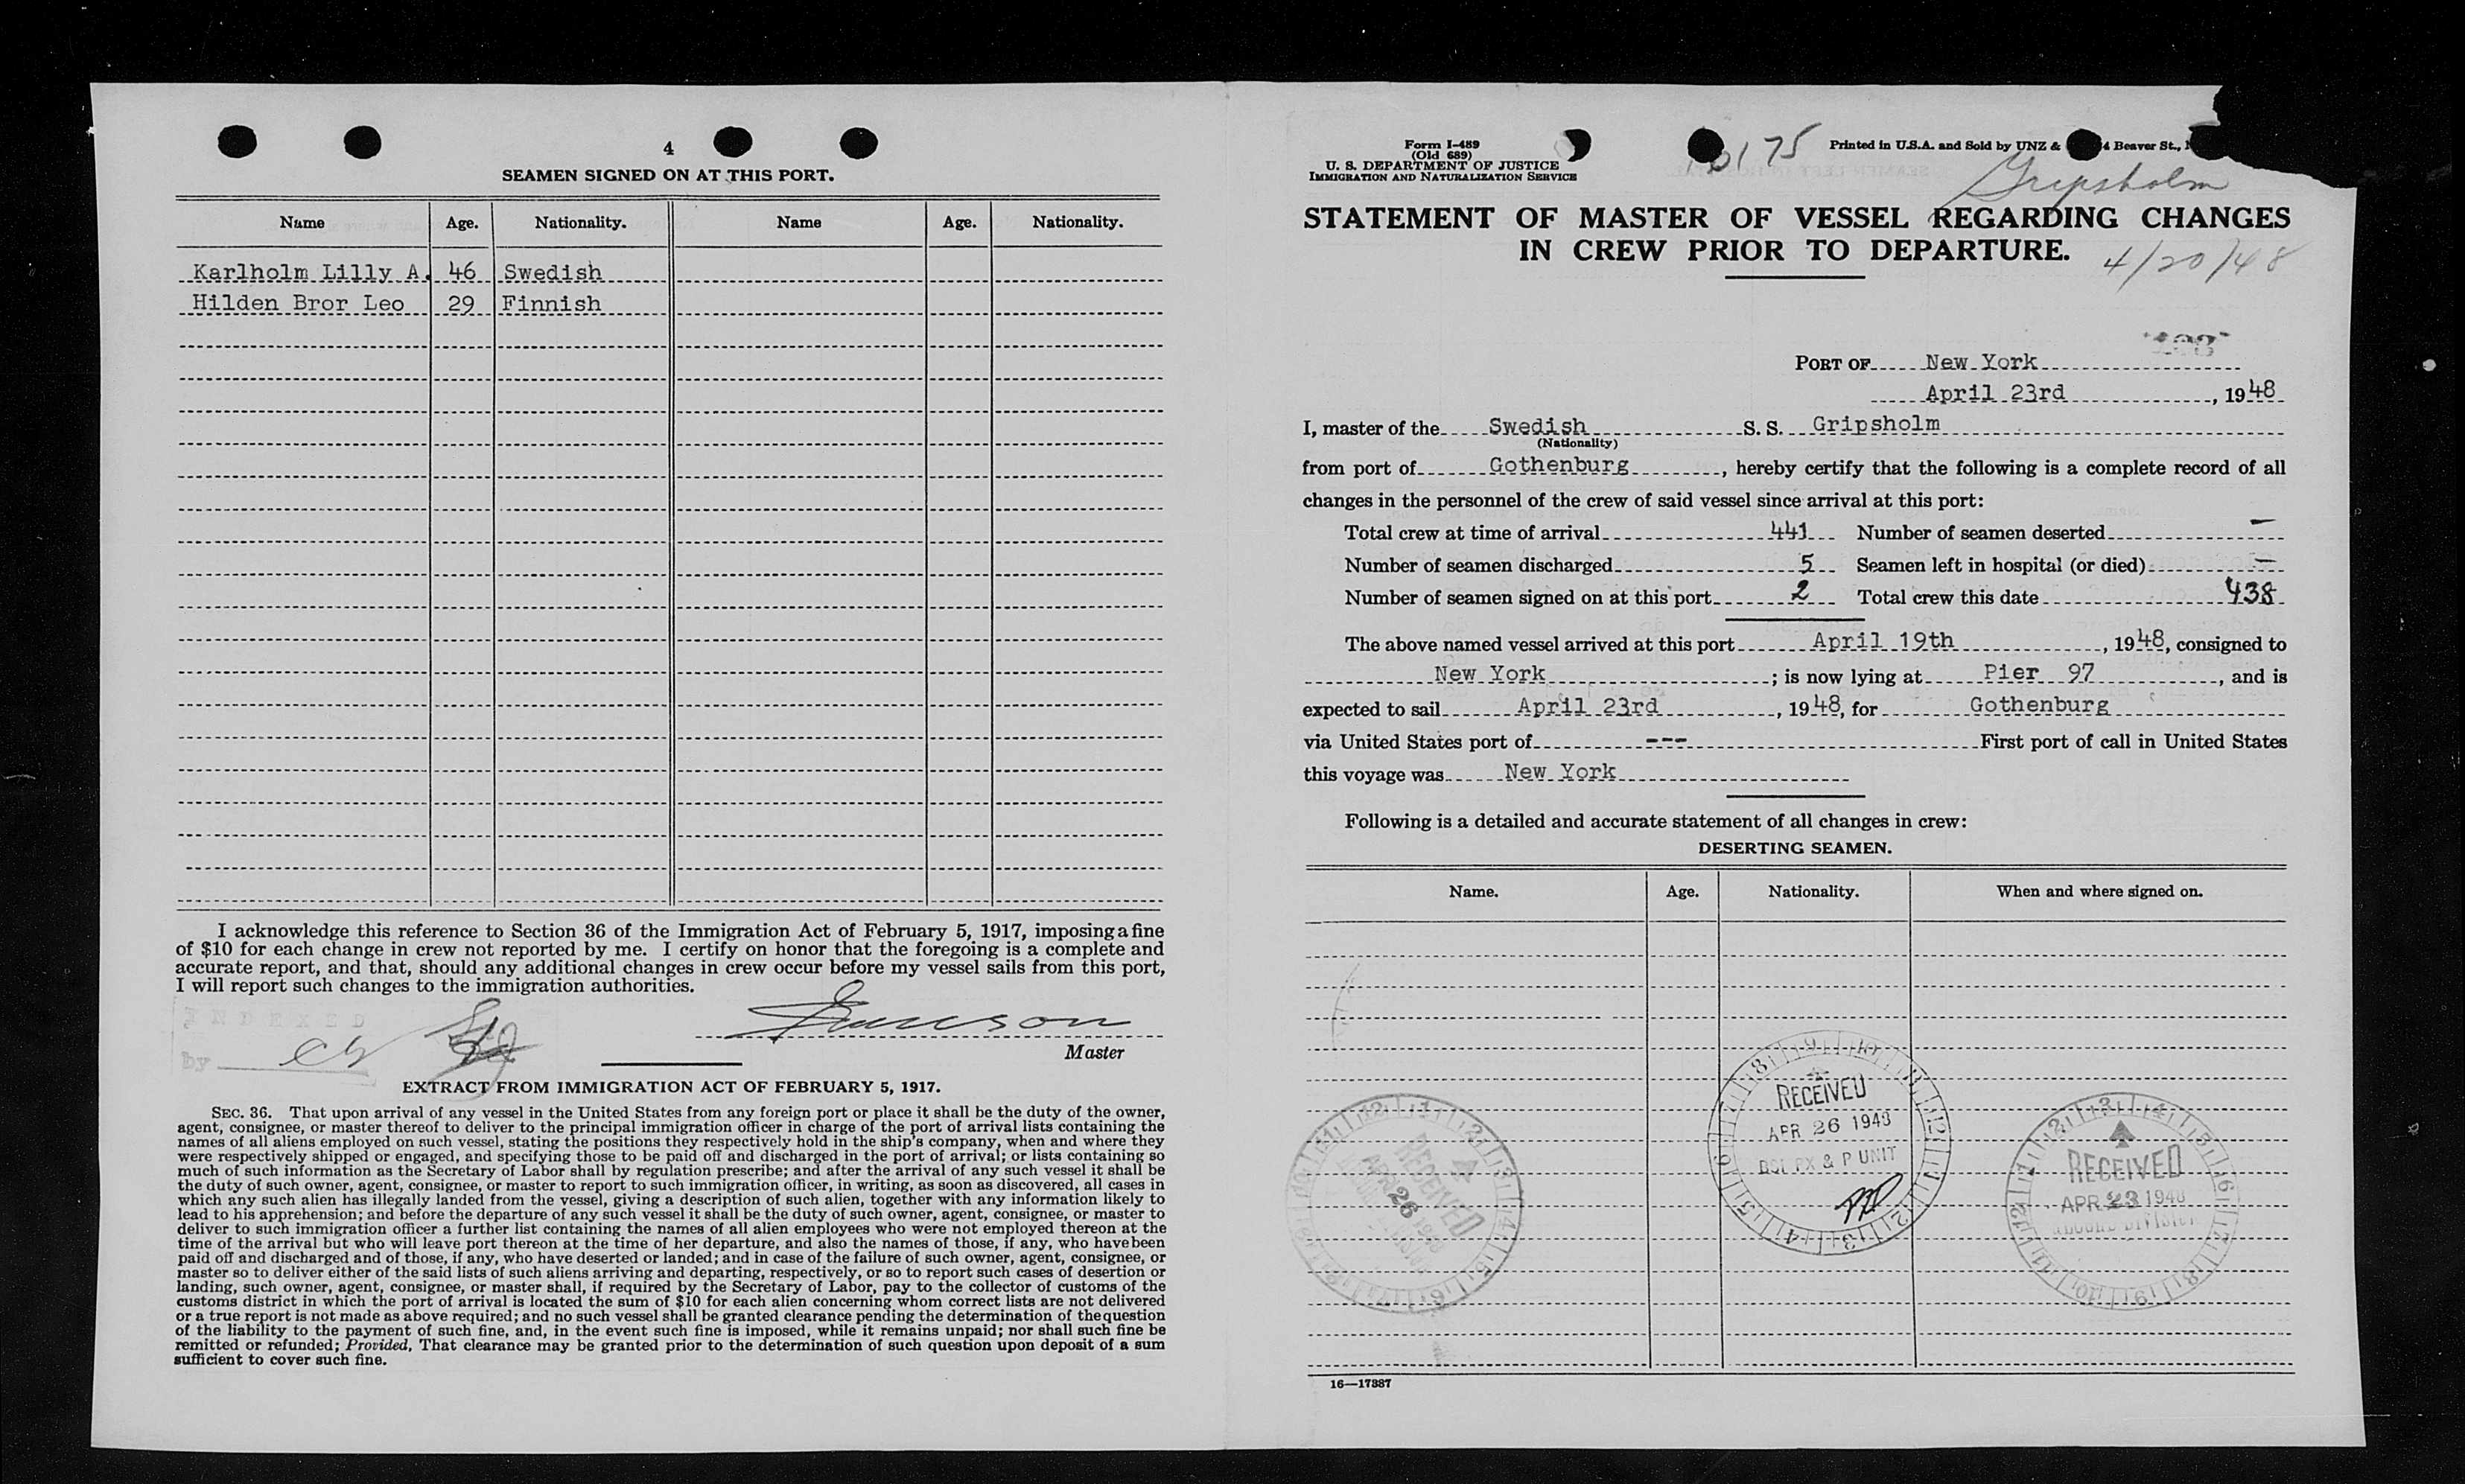 4
SEAMEN SIGNED ON AT THIS PORT.
Name Age. Nationality. Name Age. Nationality.
Karlholm Lilly A. 46 Swedish
Hilden Bror Leo 29 Finnish
I acknowledge this reference to Section 36 of the Immigration Act of February 5, 1917, imposing a fine
of $10 for each change in crew not reported by me. I certify on honor that the foregoing is a complete and
accurate report, and that, should any additional changes in crew occur before my vessel sails from this port,
I will report such changes to the immigration authorities.
INDEXED
by
Master
EXTRACT FROM IMMIGRATION ACT OF FEBRUARY 5, 1917.
SEC. 36. That upon arrival of any vessel in the United States from any foreign port or place it shall be the duty of the owner,
agent, consignee, or master thereof to deliver to the principal immigration officer in charge of the port of arrival lists containing the
names of all aliens employed on such vessel, stating the positions they respectively hold in the ship's company, when and where they
were respectively shipped or engaged, and specifying those to be paid off and discharged in the port of arrival; or lists containing so
much of such information as the Secretary of Labor shall by regulation prescribe; and after the arrival of any such vessel it shall be
the duty of such owner, agent, consignee, or master to report to such immigration officer, in writing, as soon as discovered, all cases in
which any such alien has illegally landed from the vessel, giving a description of such alien, together with any information likely to
lead to his apprehension; and before the departure of any such vessel it shall be the duty of such owner, agent, consignee, or master to
deliver to such immigration officer a further list containing the names of all alien employees who were not employed thereon at the
time of the arrival but who will leave port thereon at the time of her departure, and also the names of those, if any, who have been
paid off and discharged and of those, if any, who have deserted or landed; and in case of the failure of such owner, agent, consignee, or
master so to deliver either of the said lists of such aliens arriving and departing, respectively, or so to report such cases of desertion or
landing, such owner, agent, consignee, or master shall, if required by the Secretary of Labor, pay to the collector of customs of the
customs district in which the port of arrival is located the sum of $10 for each alien concerning whom correct lists are not delivered
or a true report is not made as above required; and no such vessel shall be granted clearance pending the determination of the question
of the liability to the payment of such fine, and, in the event such fine is imposed, while it remains unpaid; nor shall such fine be
remitted or refunded; Provided, That clearance may be granted prior to the determination of such question upon deposit of a sum
sufficient to cover such fine.
Form I-489
(Old 689)
U. S. DEPARTMENT OF JUSTICE
IMMIGRATION AND NATURALIZATION SERVICE
175
Printed in U.S.A. and Sold by UNZ & 4 Beaver St.,
Gripsholm
STATEMENT OF MASTER OF VESSEL REGARDING CHANGES
IN CREW PRIOR TO DEPARTURE.
4/20/48
PORT OF New York
April 23rd, 1948
I, master of the Swedish S. S. Gripsholm
(Nationality)
from port of Gothenburg, hereby certify that the following is a complete record of all
changes in the personnel of the crew of said vessel since arrival at this port:
Total crew at time of arrival 441 Number of seamen deserted —
Number of seamen discharged 5 Seamen left in hospital (or died) —
Number of seamen signed on at this port 2 Total crew this date 438
The above named vessel arrived at this port April 19th, 1948, consigned to
New York; is now lying at Pier 97, and is
expected to sail April 23rd, 1948, for Gothenburg
via United States port of --- First port of call in United States
this voyage was New York
Following is a detailed and accurate statement of all changes in crew:
DESERTING SEAMEN.
Name. Age. Nationality. When and where signed on.
RECEIVED
APR 26 1948
RECEIVED
APR 26 1948
P UNIT
RECEIVED
APR 23 1948
16—17387